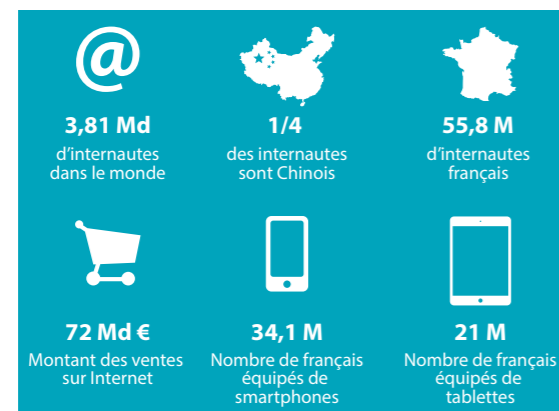 @
3,81 Md
d'internautes
dans le monde
1/4
des internautes
sont Chinois
55,8 M
d'internautes
français
72 Md €
Montant des ventes
sur Internet
34,1 M
Nombre de français
équipés de
smartphones
21 M
Nombre de français
équipés de
tablettes